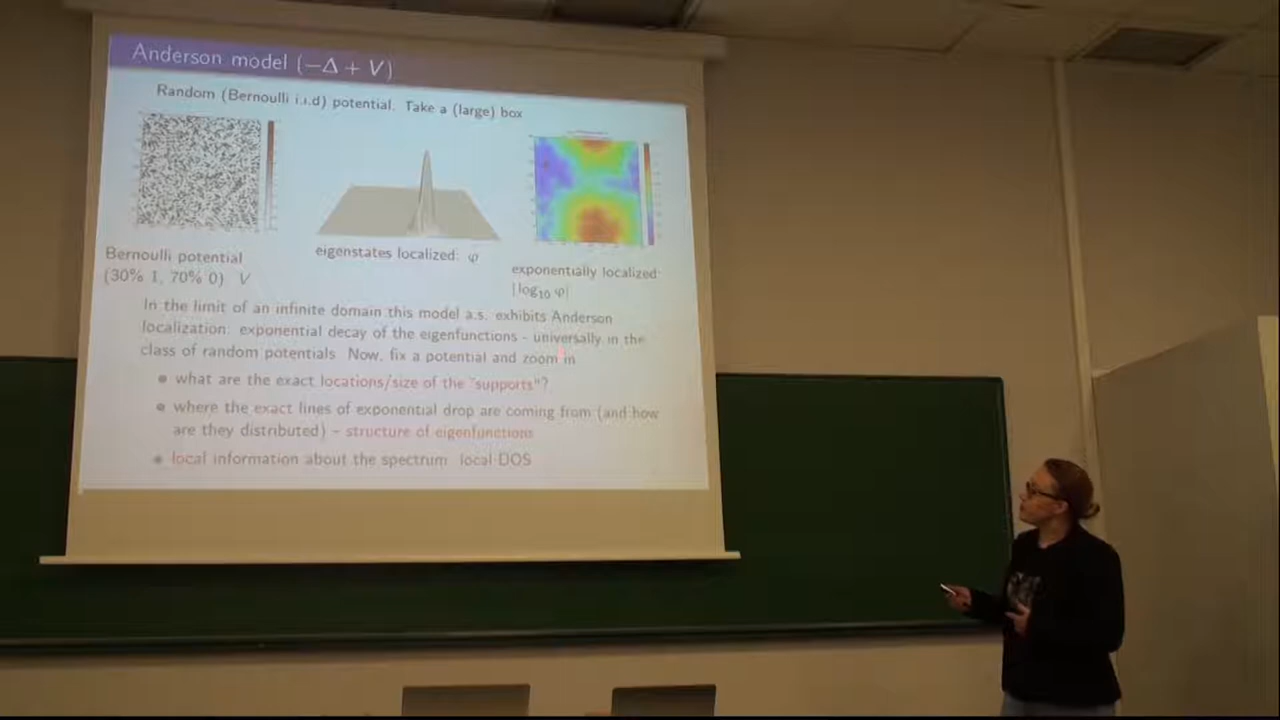 Anderson model (−Δ + V)
Random (Bernoulli i.i.d) potential. Take a (large) box
Bernoulli potential
(30% 1, 70% 0) V
eigenstates localized: φ
exponentially localized:
|log₁₀ φ|
In the limit of an infinite domain this model a.s. exhibits Anderson
localization: exponential decay of the eigenfunctions - universally in the
class of random potentials. Now, fix a potential and zoom in
• what are the exact locations/size of the "supports"?
• where the exact lines of exponential drop are coming from (and how
are they distributed) – structure of eigenfunctions
• local information about the spectrum: local DOS